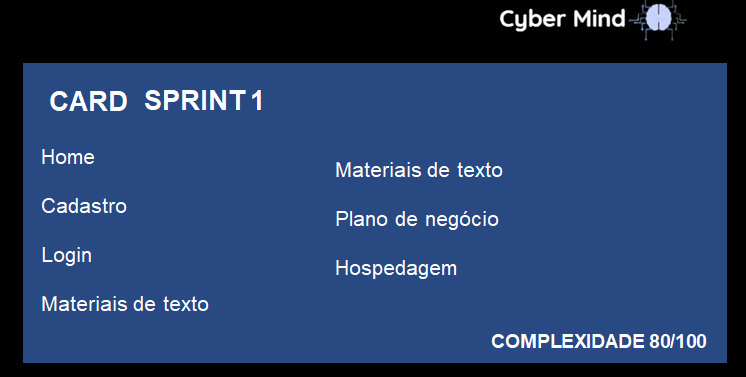 Cyber Mind
CARD SPRINT 1
Home
Cadastro
Login
Materiais de texto
Materiais de texto
Plano de negócio
Hospedagem
COMPLEXIDADE 80/100